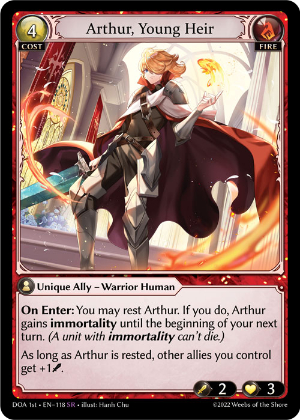 4
Arthur, Young Heir
COST
FIRE
Unique Ally – Warrior Human
On Enter: You may rest Arthur. If you do, Arthur
gains immortality until the beginning of your next
turn. (A unit with immortality can't die.)
As long as Arthur is rested, other allies you control
get +1.
2
3
DOA 1st • EN-118 SR • illust: Hanh Chu
©2022 Weebs of the Shore